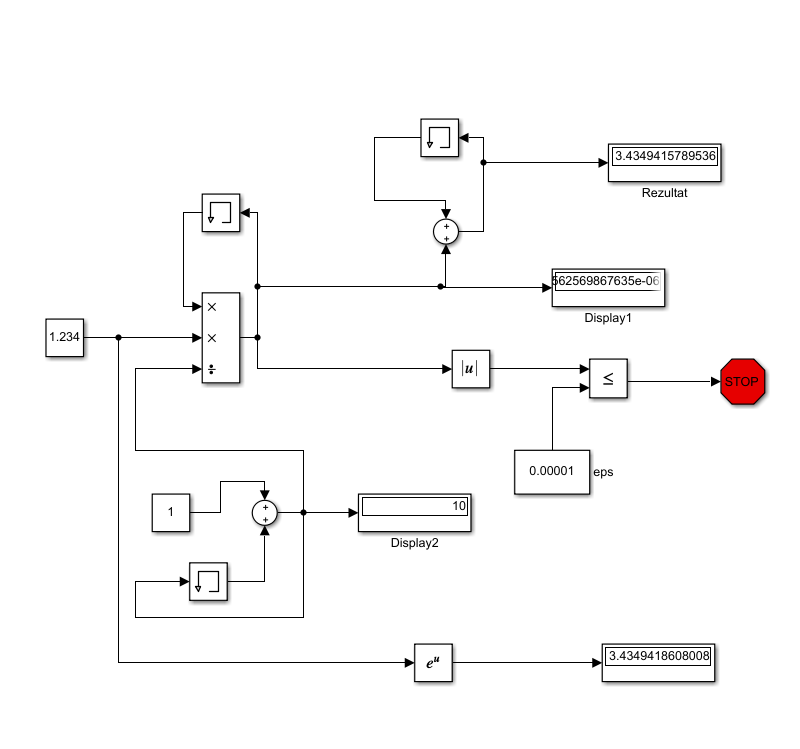 3.4349415789536
Rezultat
562569867635e-06
Display1
1.234
×
×
÷
+
+
|u|
≤
STOP
0.00001
eps
1
+
+
10
Display2
e^u
3.4349418608008